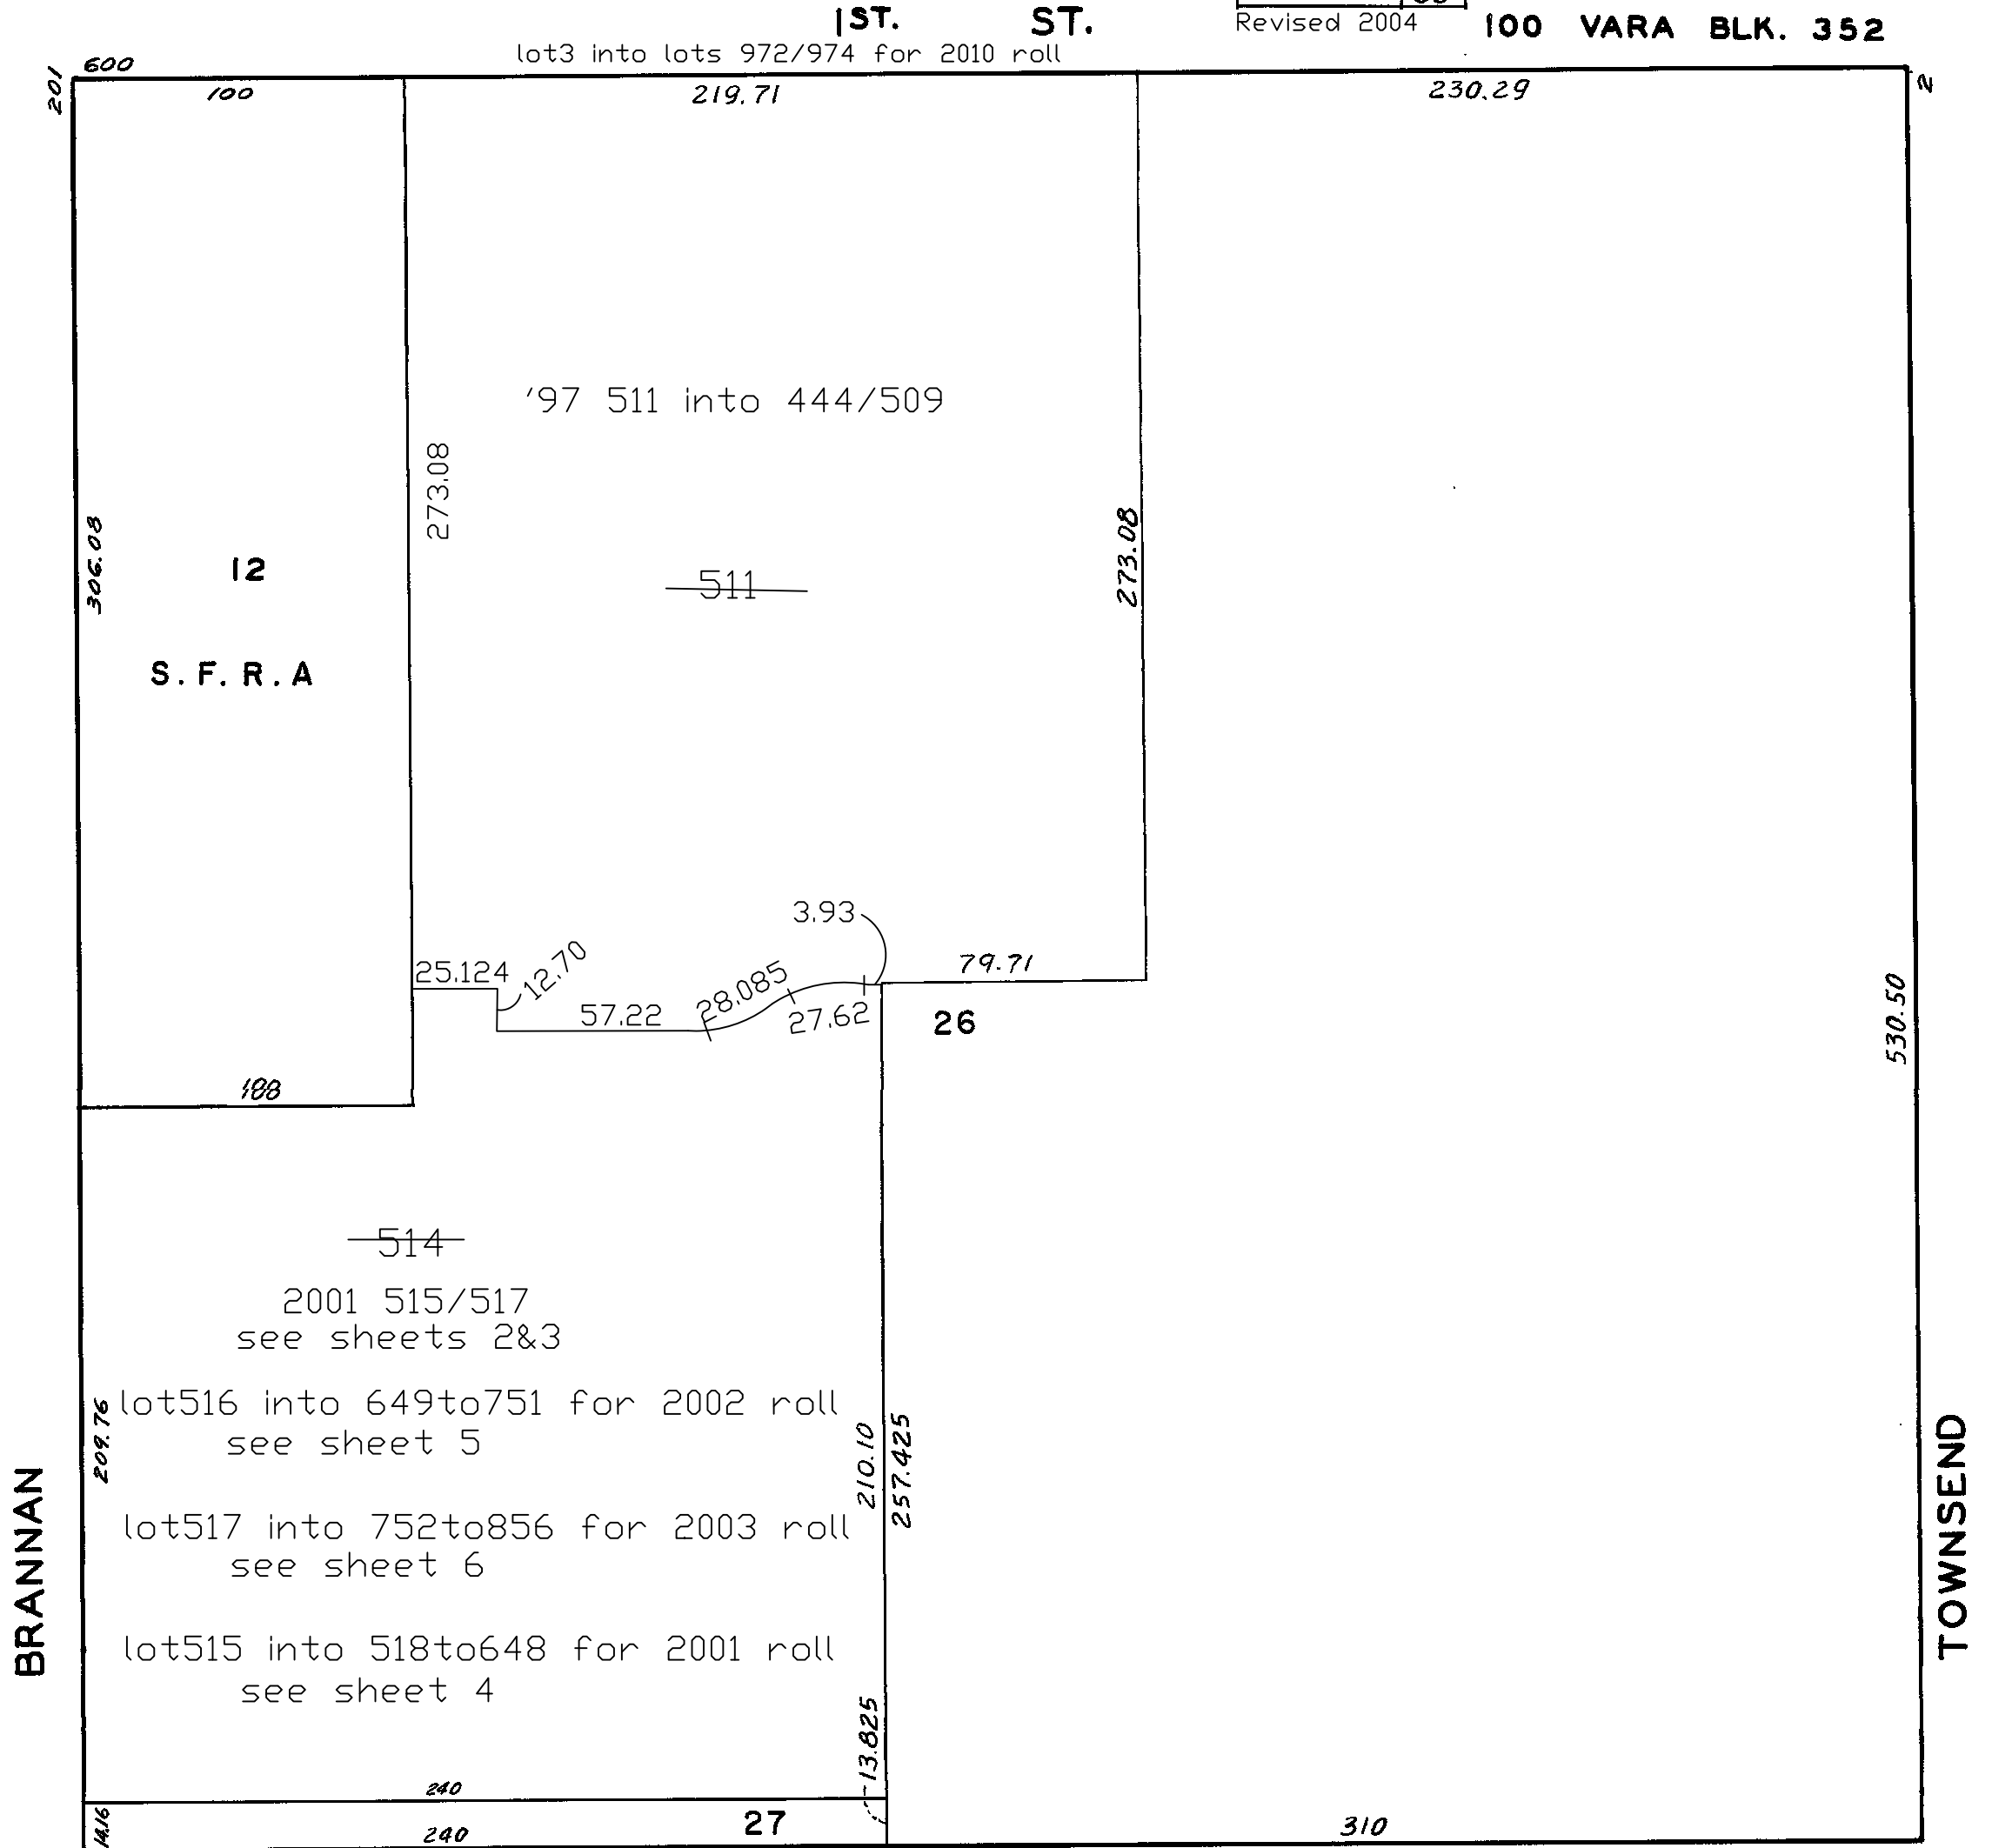 1ST. ST.
Revised 2004
100 VARA BLK. 352
lot3 into lots 972/974 for 2010 roll
201
600
100
219.71
230.29
2
'97 511 into 444/509
273.08
306.08
12
511
273.08
S.F.R.A
3.93
25.124
12.70
79.71
28.085
57.22
27.62
26
530.50
514
2001 515/517
see sheets 2&3
209.76
lot516 into 649to751 for 2002 roll
see sheet 5
210.10
257.425
lot517 into 752to856 for 2003 roll
see sheet 6
BRANNAN
TOWNSEND
lot515 into 518to648 for 2001 roll
see sheet 4
13.825
240
14.16
27
240
310